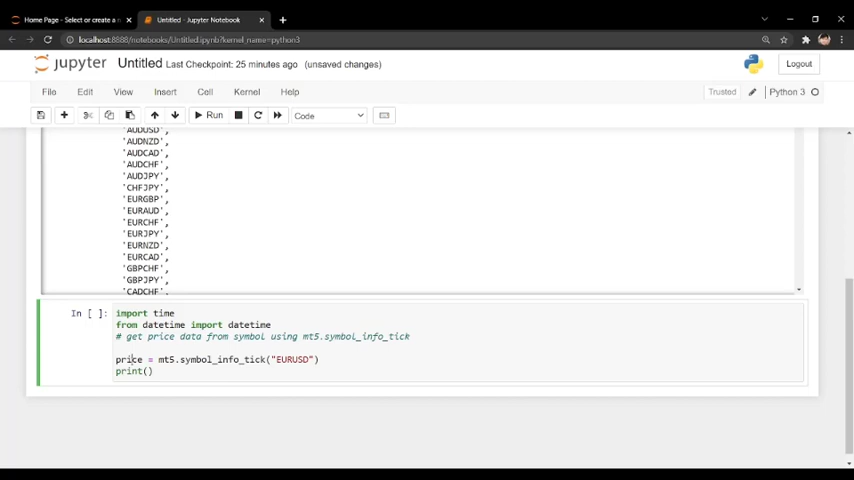 Home Page - Select or create a n
Untitled - Jupyter Notebook
localhost:8888/notebooks/Untitled.ipynb?kernel_name=python3
jupyter Untitled Last Checkpoint: 25 minutes ago (unsaved changes)
Logout
File Edit View Insert Cell Kernel Help
Trusted
Python 3
Run
Code
'AUDUSD',
'AUDNZD',
'AUDCAD',
'AUDCHF',
'AUDJPY',
'CHFJPY',
'EURGBP',
'EURAUD',
'EURCHF',
'EURJPY',
'EURNZD',
'EURCAD',
'GBPCHF',
'GBPJPY',
'CADCHF',
In [ ]: import time
from datetime import datetime
# get price data from symbol using mt5.symbol_info_tick
price = mt5.symbol_info_tick("EURUSD")
print()